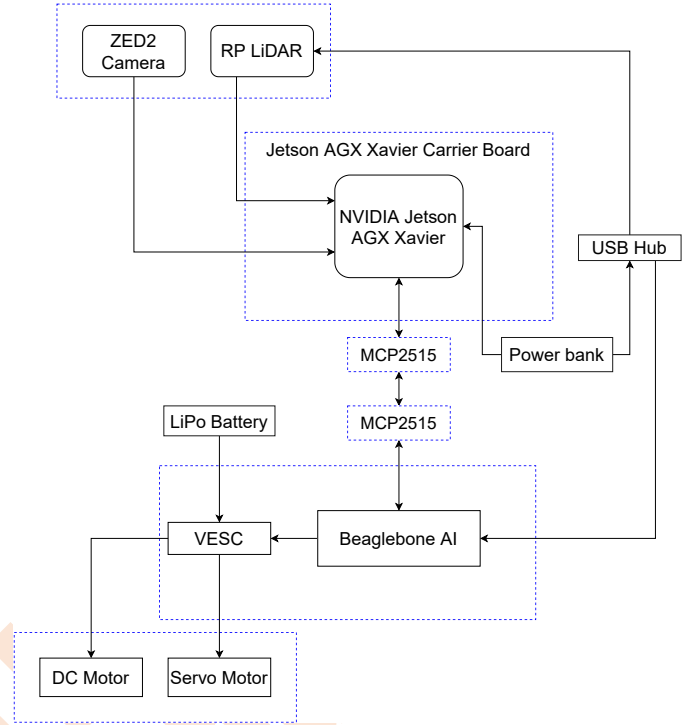 ZED2
Camera
RP LiDAR
Jetson AGX Xavier Carrier Board
NVIDIA Jetson
AGX Xavier
USB Hub
MCP2515
Power bank
MCP2515
LiPo Battery
VESC
Beaglebone AI
DC Motor
Servo Motor